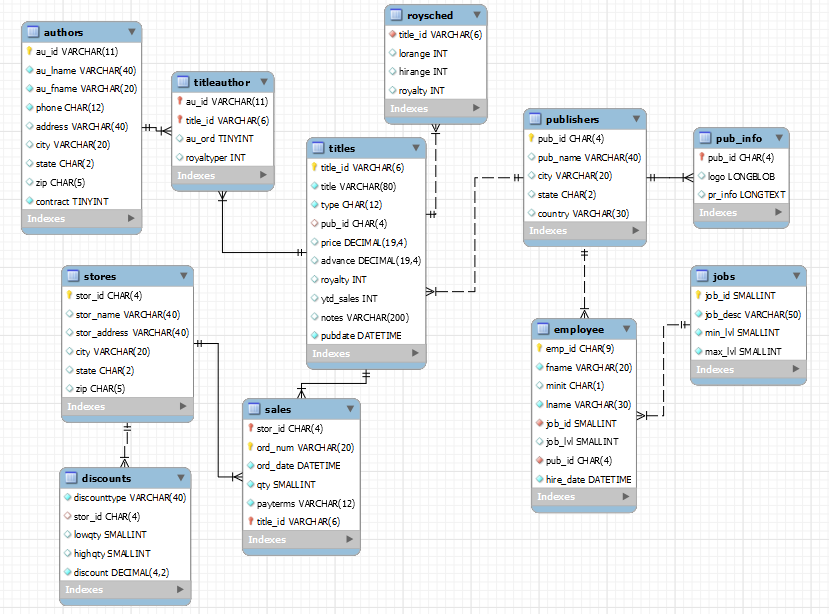 authors
au_id VARCHAR(11)
au_lname VARCHAR(40)
au_fname VARCHAR(20)
phone CHAR(12)
address VARCHAR(40)
city VARCHAR(20)
state CHAR(2)
zip CHAR(5)
contract TINYINT
Indexes
titleauthor
au_id VARCHAR(11)
title_id VARCHAR(6)
au_ord TINYINT
royaltyper INT
Indexes
roysched
title_id VARCHAR(6)
lorange INT
hirange INT
royalty INT
Indexes
titles
title_id VARCHAR(6)
title VARCHAR(80)
type CHAR(12)
pub_id CHAR(4)
price DECIMAL(19,4)
advance DECIMAL(19,4)
royalty INT
ytd_sales INT
notes VARCHAR(200)
pubdate DATETIME
Indexes
publishers
pub_id CHAR(4)
pub_name VARCHAR(40)
city VARCHAR(20)
state CHAR(2)
country VARCHAR(30)
Indexes
pub_info
pub_id CHAR(4)
logo LONGBLOB
pr_info LONGTEXT
Indexes
stores
stor_id CHAR(4)
stor_name VARCHAR(40)
stor_address VARCHAR(40)
city VARCHAR(20)
state CHAR(2)
zip CHAR(5)
Indexes
jobs
job_id SMALLINT
job_desc VARCHAR(50)
min_lvl SMALLINT
max_lvl SMALLINT
Indexes
employee
emp_id CHAR(9)
fname VARCHAR(20)
minit CHAR(1)
lname VARCHAR(30)
job_id SMALLINT
job_lvl SMALLINT
pub_id CHAR(4)
hire_date DATETIME
Indexes
sales
stor_id CHAR(4)
ord_num VARCHAR(20)
ord_date DATETIME
qty SMALLINT
payterms VARCHAR(12)
title_id VARCHAR(6)
Indexes
discounts
discounttype VARCHAR(40)
stor_id CHAR(4)
lowqty SMALLINT
highqty SMALLINT
discount DECIMAL(4,2)
Indexes